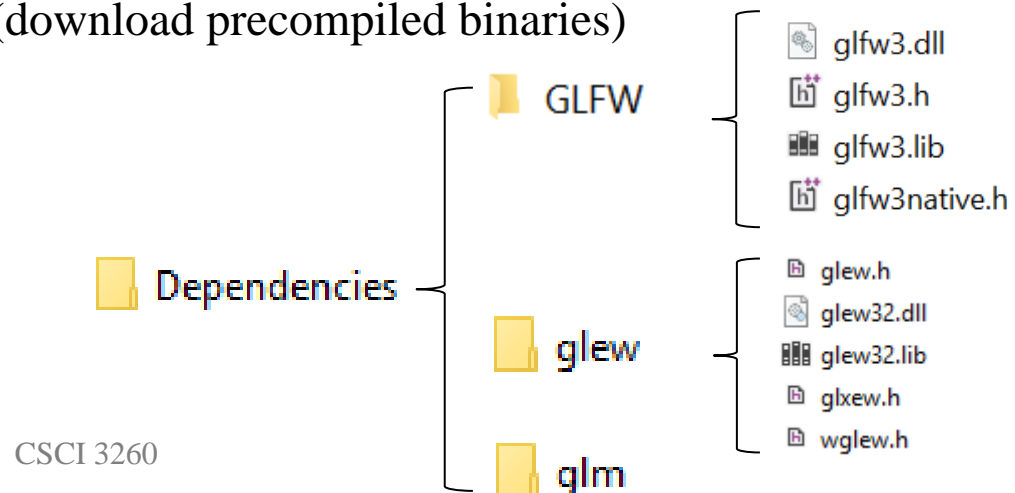 (download precompiled binaries)
GLFW
glfw3.dll
glfw3.h
glfw3.lib
glfw3native.h
Dependencies
glew
glew.h
glew32.dll
glew32.lib
glxew.h
wglew.h
glm
CSCI 3260